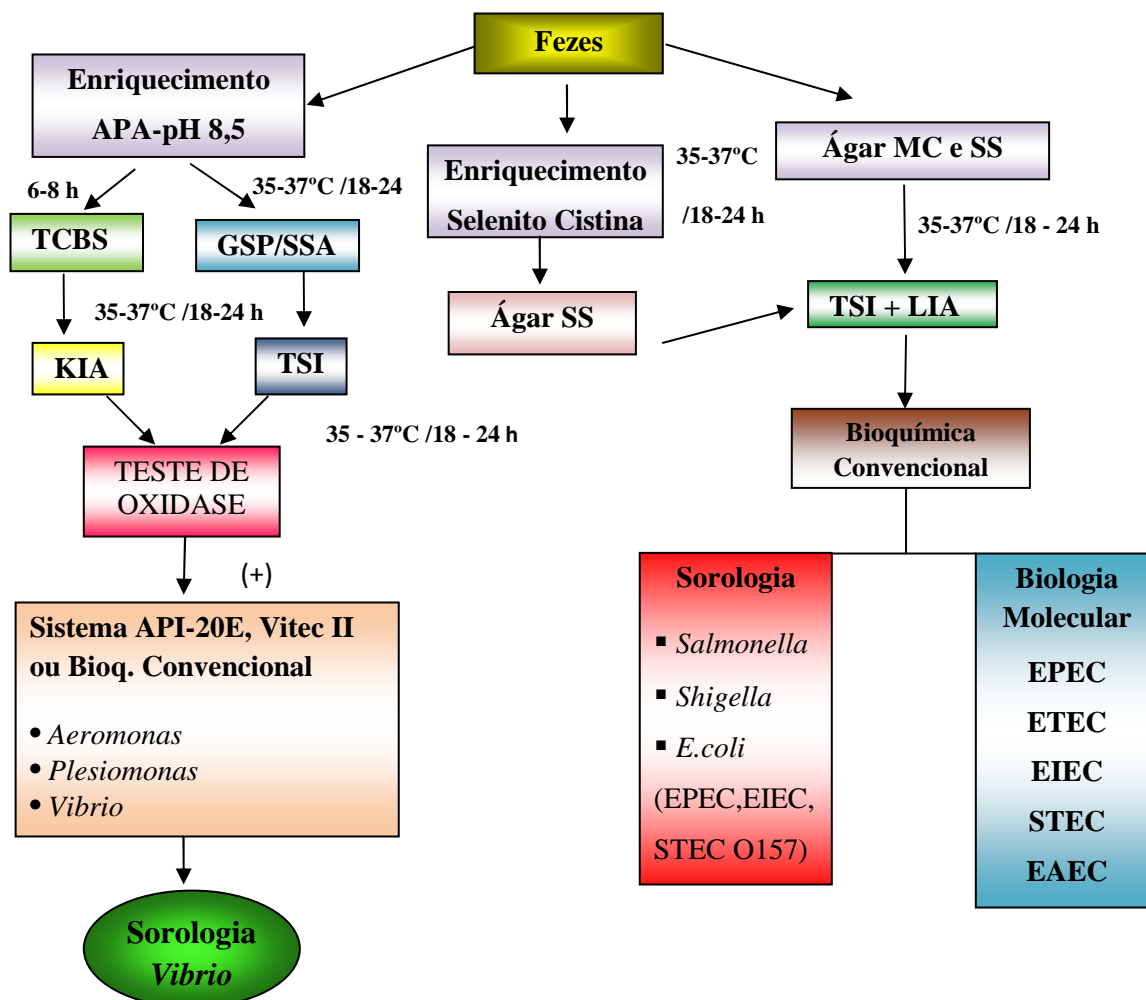 Fezes
Enriquecimento
APA-pH 8,5
6-8 h
35-37ºC /18-24
TCBS
GSP/SSA
35-37ºC /18-24 h
KIA
TSI
35 - 37ºC /18 - 24 h
TESTE DE
OXIDASE
(+)
Sistema API-20E, Vitec II
ou Bioq. Convencional
• Aeromonas
• Plesiomonas
• Vibrio
Sorologia
Vibrio
Enriquecimento
Selenito Cistina
35-37ºC
/18-24 h
Ágar SS
Ágar MC e SS
35-37ºC /18 - 24 h
TSI + LIA
Bioquímica
Convencional
Sorologia
▪ Salmonella
▪ Shigella
▪ E.coli
(EPEC,EIEC,
STEC O157)
Biologia
Molecular
EPEC
ETEC
EIEC
STEC
EAEC